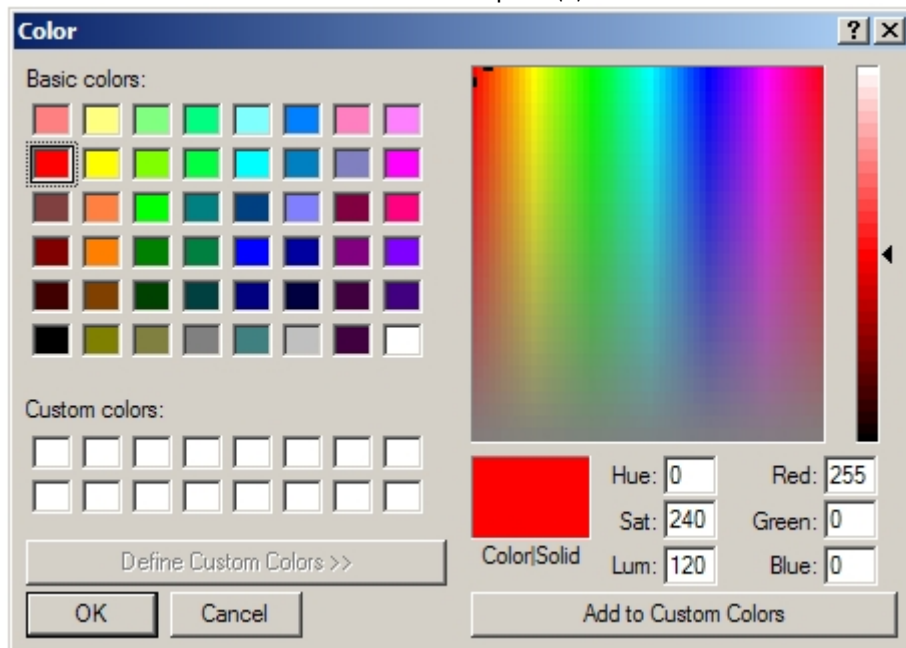 Color
Basic colors:
Custom colors:
Define Custom Colors >>
OK Cancel
Color|Solid
Hue: 0 Red: 255
Sat: 240 Green: 0
Lum: 120 Blue: 0
Add to Custom Colors